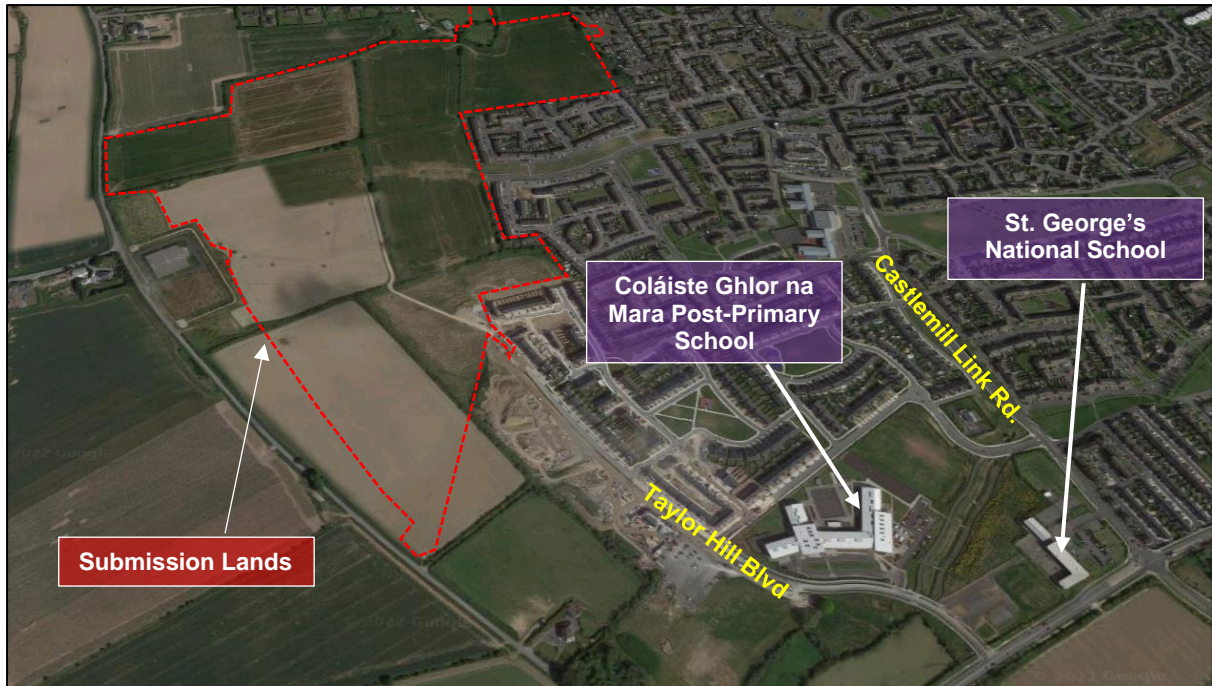 St. George's
National School
Coláiste Ghlor na
Mara Post-Primary
School
Castlemill Link Rd.
Taylor Hill Blvd
Submission Lands